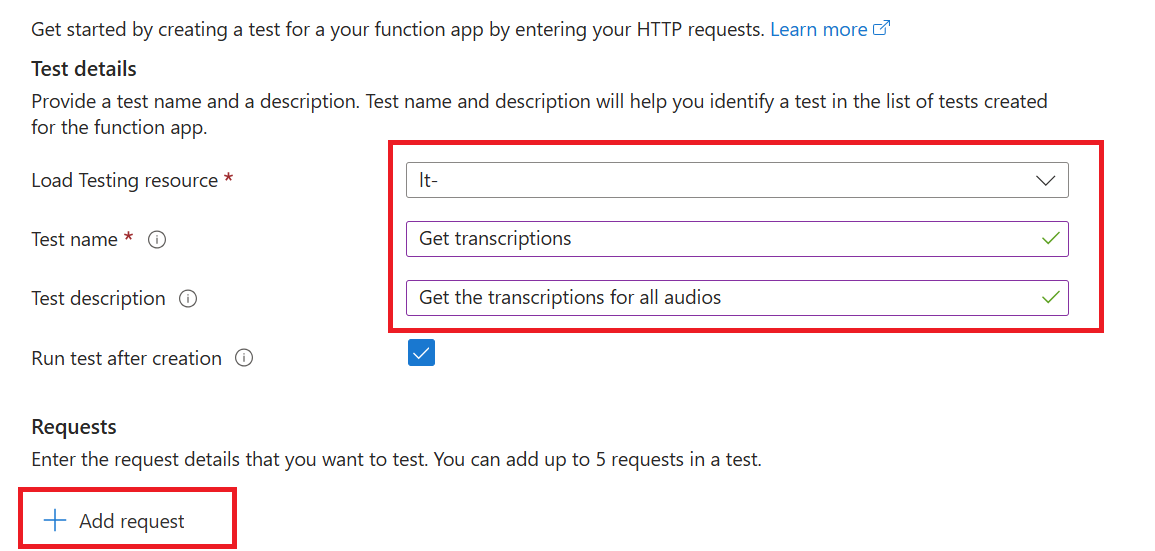 Get started by creating a test for a your function app by entering your HTTP requests. Learn more
Test details
Provide a test name and a description. Test name and description will help you identify a test in the list of tests created
for the function app.
Load Testing resource *
lt-
Test name *
Get transcriptions
Test description
Get the transcriptions for all audios
Run test after creation
Requests
Enter the request details that you want to test. You can add up to 5 requests in a test.
Add request